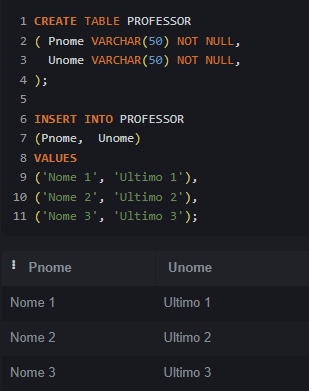 1 CREATE TABLE PROFESSOR
2 ( Pnome VARCHAR(50) NOT NULL,
3 Unome VARCHAR(50) NOT NULL,
4 );
5
6 INSERT INTO PROFESSOR
7 (Pnome, Unome)
8 VALUES
9 ('Nome 1', 'Ultimo 1'),
10 ('Nome 2', 'Ultimo 2'),
11 ('Nome 3', 'Ultimo 3');
Pnome Unome
Nome 1 Ultimo 1
Nome 2 Ultimo 2
Nome 3 Ultimo 3